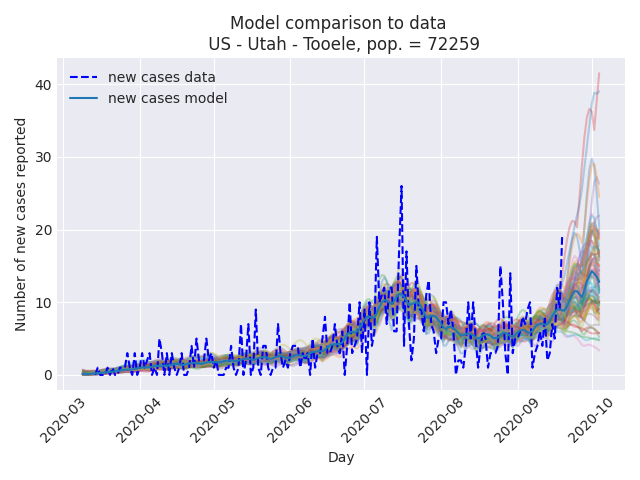 Model comparison to data
US - Utah - Tooele, pop. = 72259
new cases data
new cases model
Number of new cases reported
40
30
20
10
0
2020-03
2020-04
2020-05
2020-06
2020-07
2020-08
2020-09
2020-10
Day